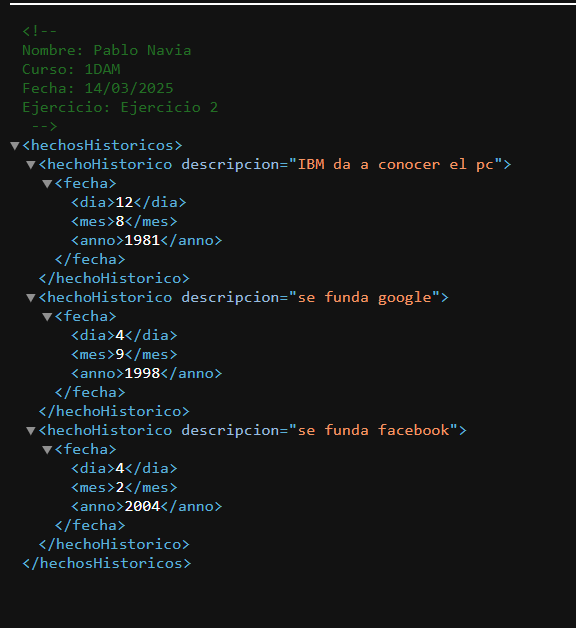 <!--
Nombre: Pablo Navia
Curso: 1DAM
Fecha: 14/03/2025
Ejercicio: Ejercicio 2
-->
<hechosHistoricos>
<hechoHistorico descripcion="IBM da a conocer el pc">
<fecha>
<dia>12</dia>
<mes>8</mes>
<anno>1981</anno>
</fecha>
</hechoHistorico>
<hechoHistorico descripcion="se funda google">
<fecha>
<dia>4</dia>
<mes>9</mes>
<anno>1998</anno>
</fecha>
</hechoHistorico>
<hechoHistorico descripcion="se funda facebook">
<fecha>
<dia>4</dia>
<mes>2</mes>
<anno>2004</anno>
</fecha>
</hechoHistorico>
</hechosHistoricos>